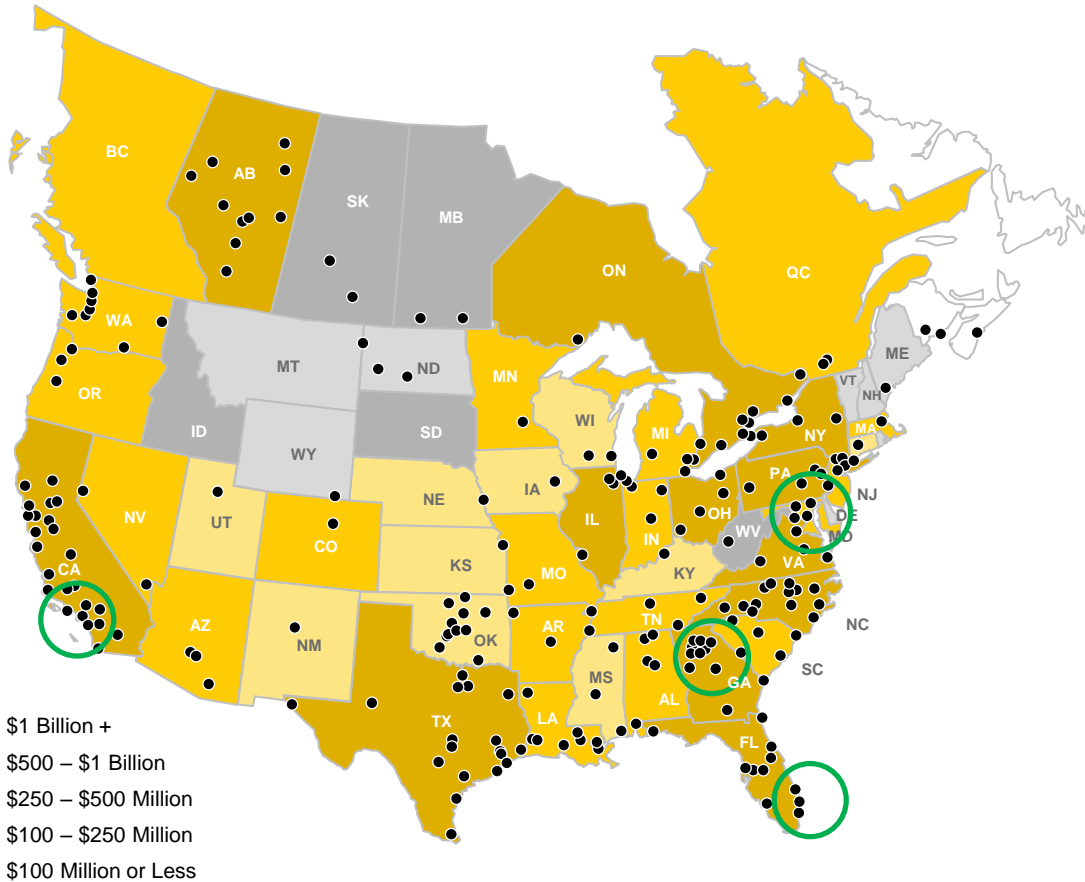 BC
AB
SK
MB
ON
QC
WA
MT
ND
MN
ME
VT
NH
OR
ID
SD
WI
MI
NY
MA
WY
PA
NE
IA
NJ
NV
UT
IL
OH
DE
CO
IN
WV
MD
CA
KS
MO
KY
VA
AZ
NM
OK
AR
TN
NC
MS
SC
GA
AL
TX
LA
FL
$1 Billion +
$500 – $1 Billion
$250 – $500 Million
$100 – $250 Million
$100 Million or Less